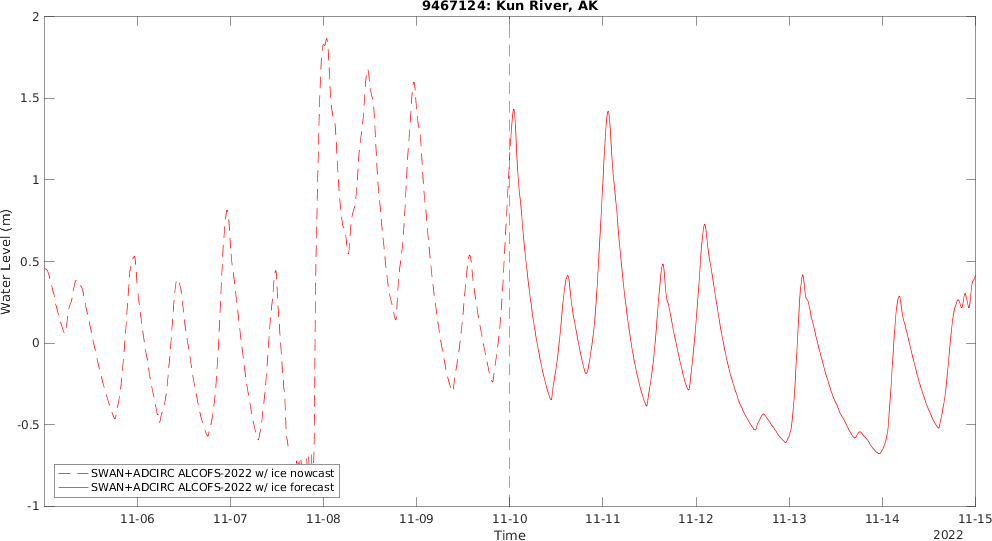 9467124: Kun River, AK
Water Level (m)
2
1.5
1
0.5
0
-0.5
-1
SWAN+ADCIRC ALCOFS-2022 w/ ice nowcast
SWAN+ADCIRC ALCOFS-2022 w/ ice forecast
11-06 11-07 11-08 11-09 11-10 11-11 11-12 11-13 11-14 11-15
Time
2022